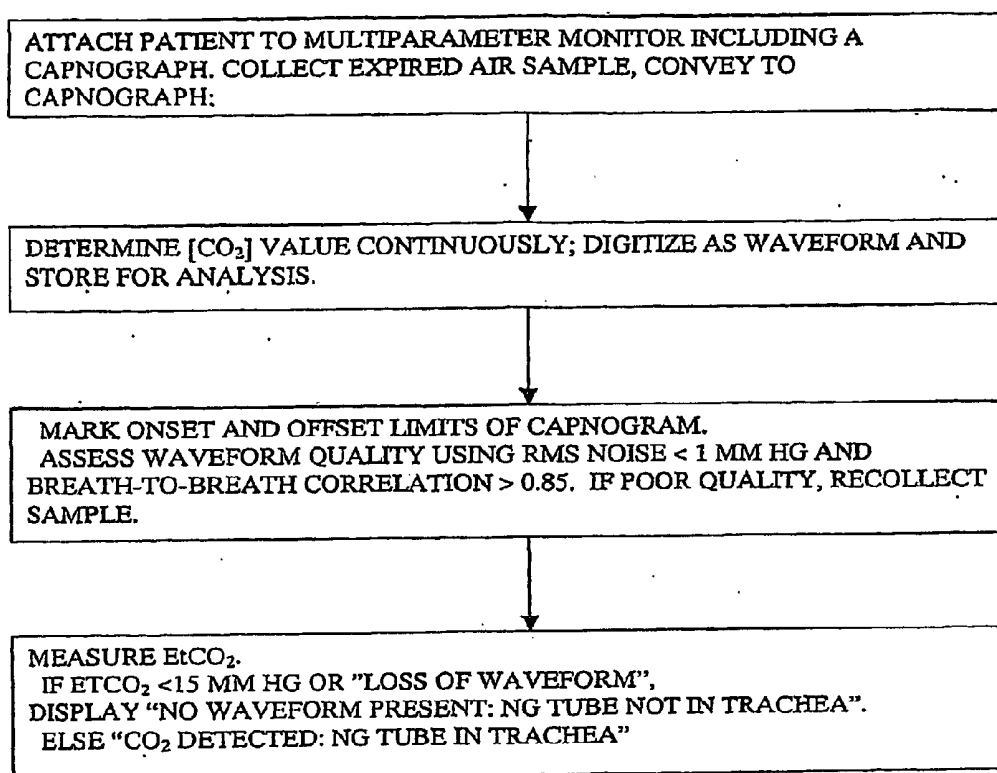 ATTACH PATIENT TO MULTIPARAMETER MONITOR INCLUDING A
CAPNOGRAPH. COLLECT EXPIRED AIR SAMPLE, CONVEY TO
CAPNOGRAPH;
DETERMINE [CO₂] VALUE CONTINUOUSLY; DIGITIZE AS WAVEFORM AND
STORE FOR ANALYSIS.
MARK ONSET AND OFFSET LIMITS OF CAPNOGRAM.
ASSESS WAVEFORM QUALITY USING RMS NOISE < 1 MM HG AND
BREATH-TO-BREATH CORRELATION > 0.85. IF POOR QUALITY, RECOLLECT
SAMPLE.
MEASURE EtCO₂.
IF ETCO₂ <15 MM HG OR "LOSS OF WAVEFORM",
DISPLAY "NO WAVEFORM PRESENT: NG TUBE NOT IN TRACHEA".
ELSE "CO₂ DETECTED: NG TUBE IN TRACHEA"